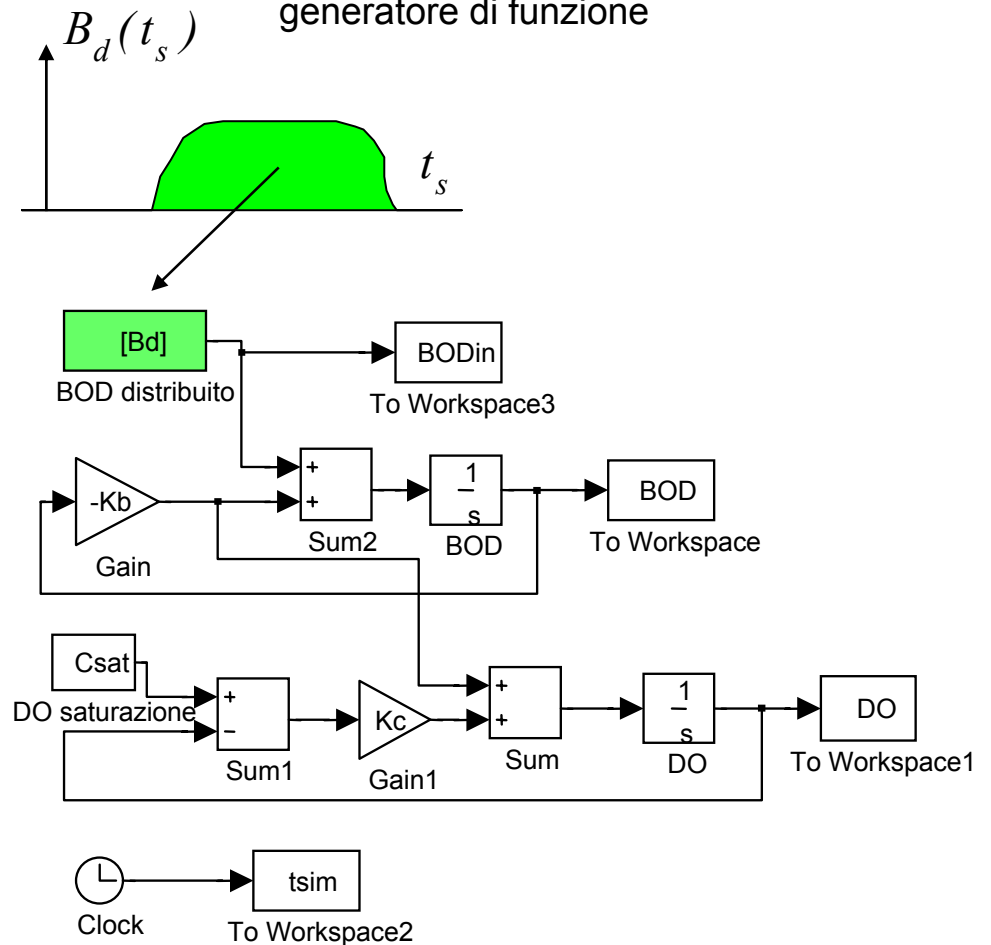 generatore di funzione
B_d(t_s)
t_s
[Bd]
BOD distribuito
BODin
To Workspace3
-Kb
Gain
+
+
Sum2
1
s
BOD
BOD
To Workspace
Csat
DO saturazione
+
−
Sum1
Kc
Gain1
+
+
Sum
1
s
DO
DO
To Workspace1
Clock
tsim
To Workspace2